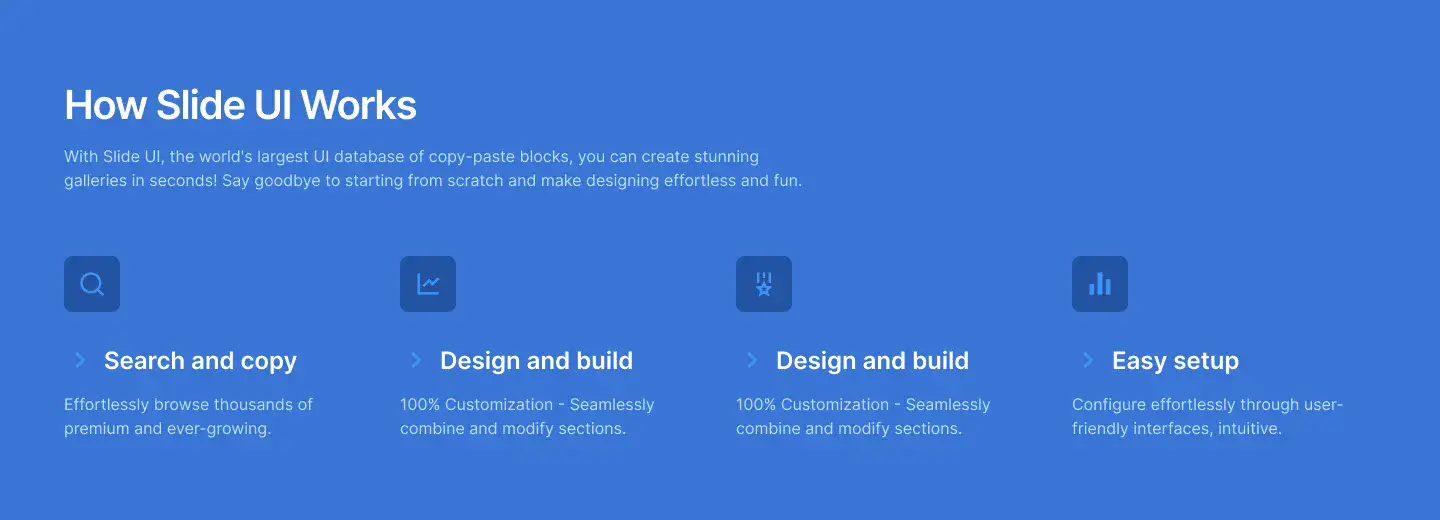 How Slide UI Works
With Slide UI, the world's largest UI database of copy-paste blocks, you can create stunning
galleries in seconds! Say goodbye to starting from scratch and make designing effortless and fun.
Search and copy
Effortlessly browse thousands of
premium and ever-growing.
Design and build
100% Customization - Seamlessly
combine and modify sections.
Design and build
100% Customization - Seamlessly
combine and modify sections.
Easy setup
Configure effortlessly through user-
friendly interfaces, intuitive.